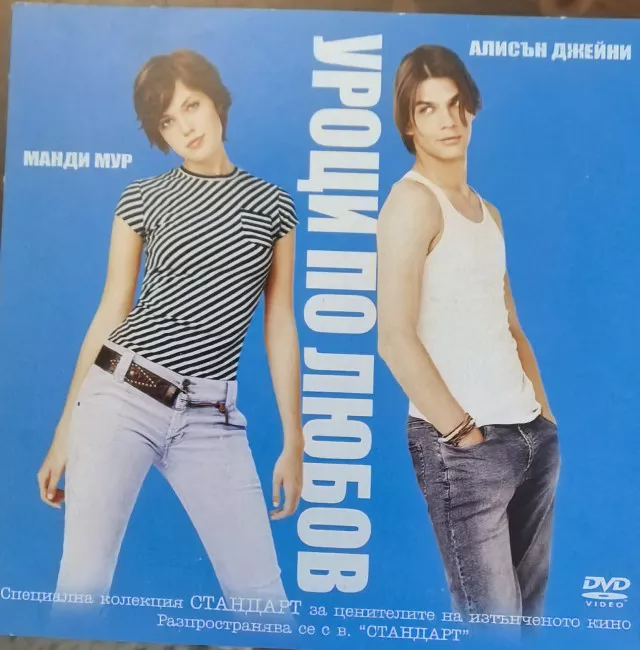 АЛИСЪН ДЖЕЙНИ
МАНДИ МУР
УРОЦИ ПО ЛЮБОВ
DVD
VIDEO
Специална колекция СТАНДАРТ за ценителите на изтънченото кино
Разпространява се с в. "СТАНДАРТ"